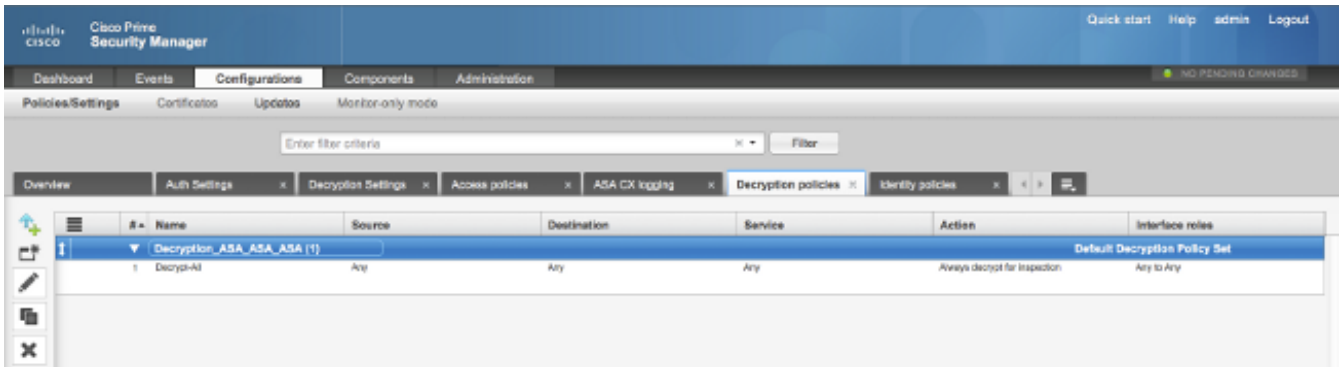 Cisco Prime
Security Manager
CISCO
Quick start Help admin Logout
Dashboard Events Configurations Components Administration
NO PENDING CHANGES
Policies/Settings Certificates Updates Monitor-only mode
Enter filter criteria
Filter
Overview Auth Settings Decryption Settings Access policies ASA CX logging Decryption policies Identity policies
# Name Source Destination Service Action Interface roles
Decryption_ASA_ASA_ASA (1) Default Decryption Policy Set
1 Decrypt-All Any Any Any Always decrypt for inspection Any to Any